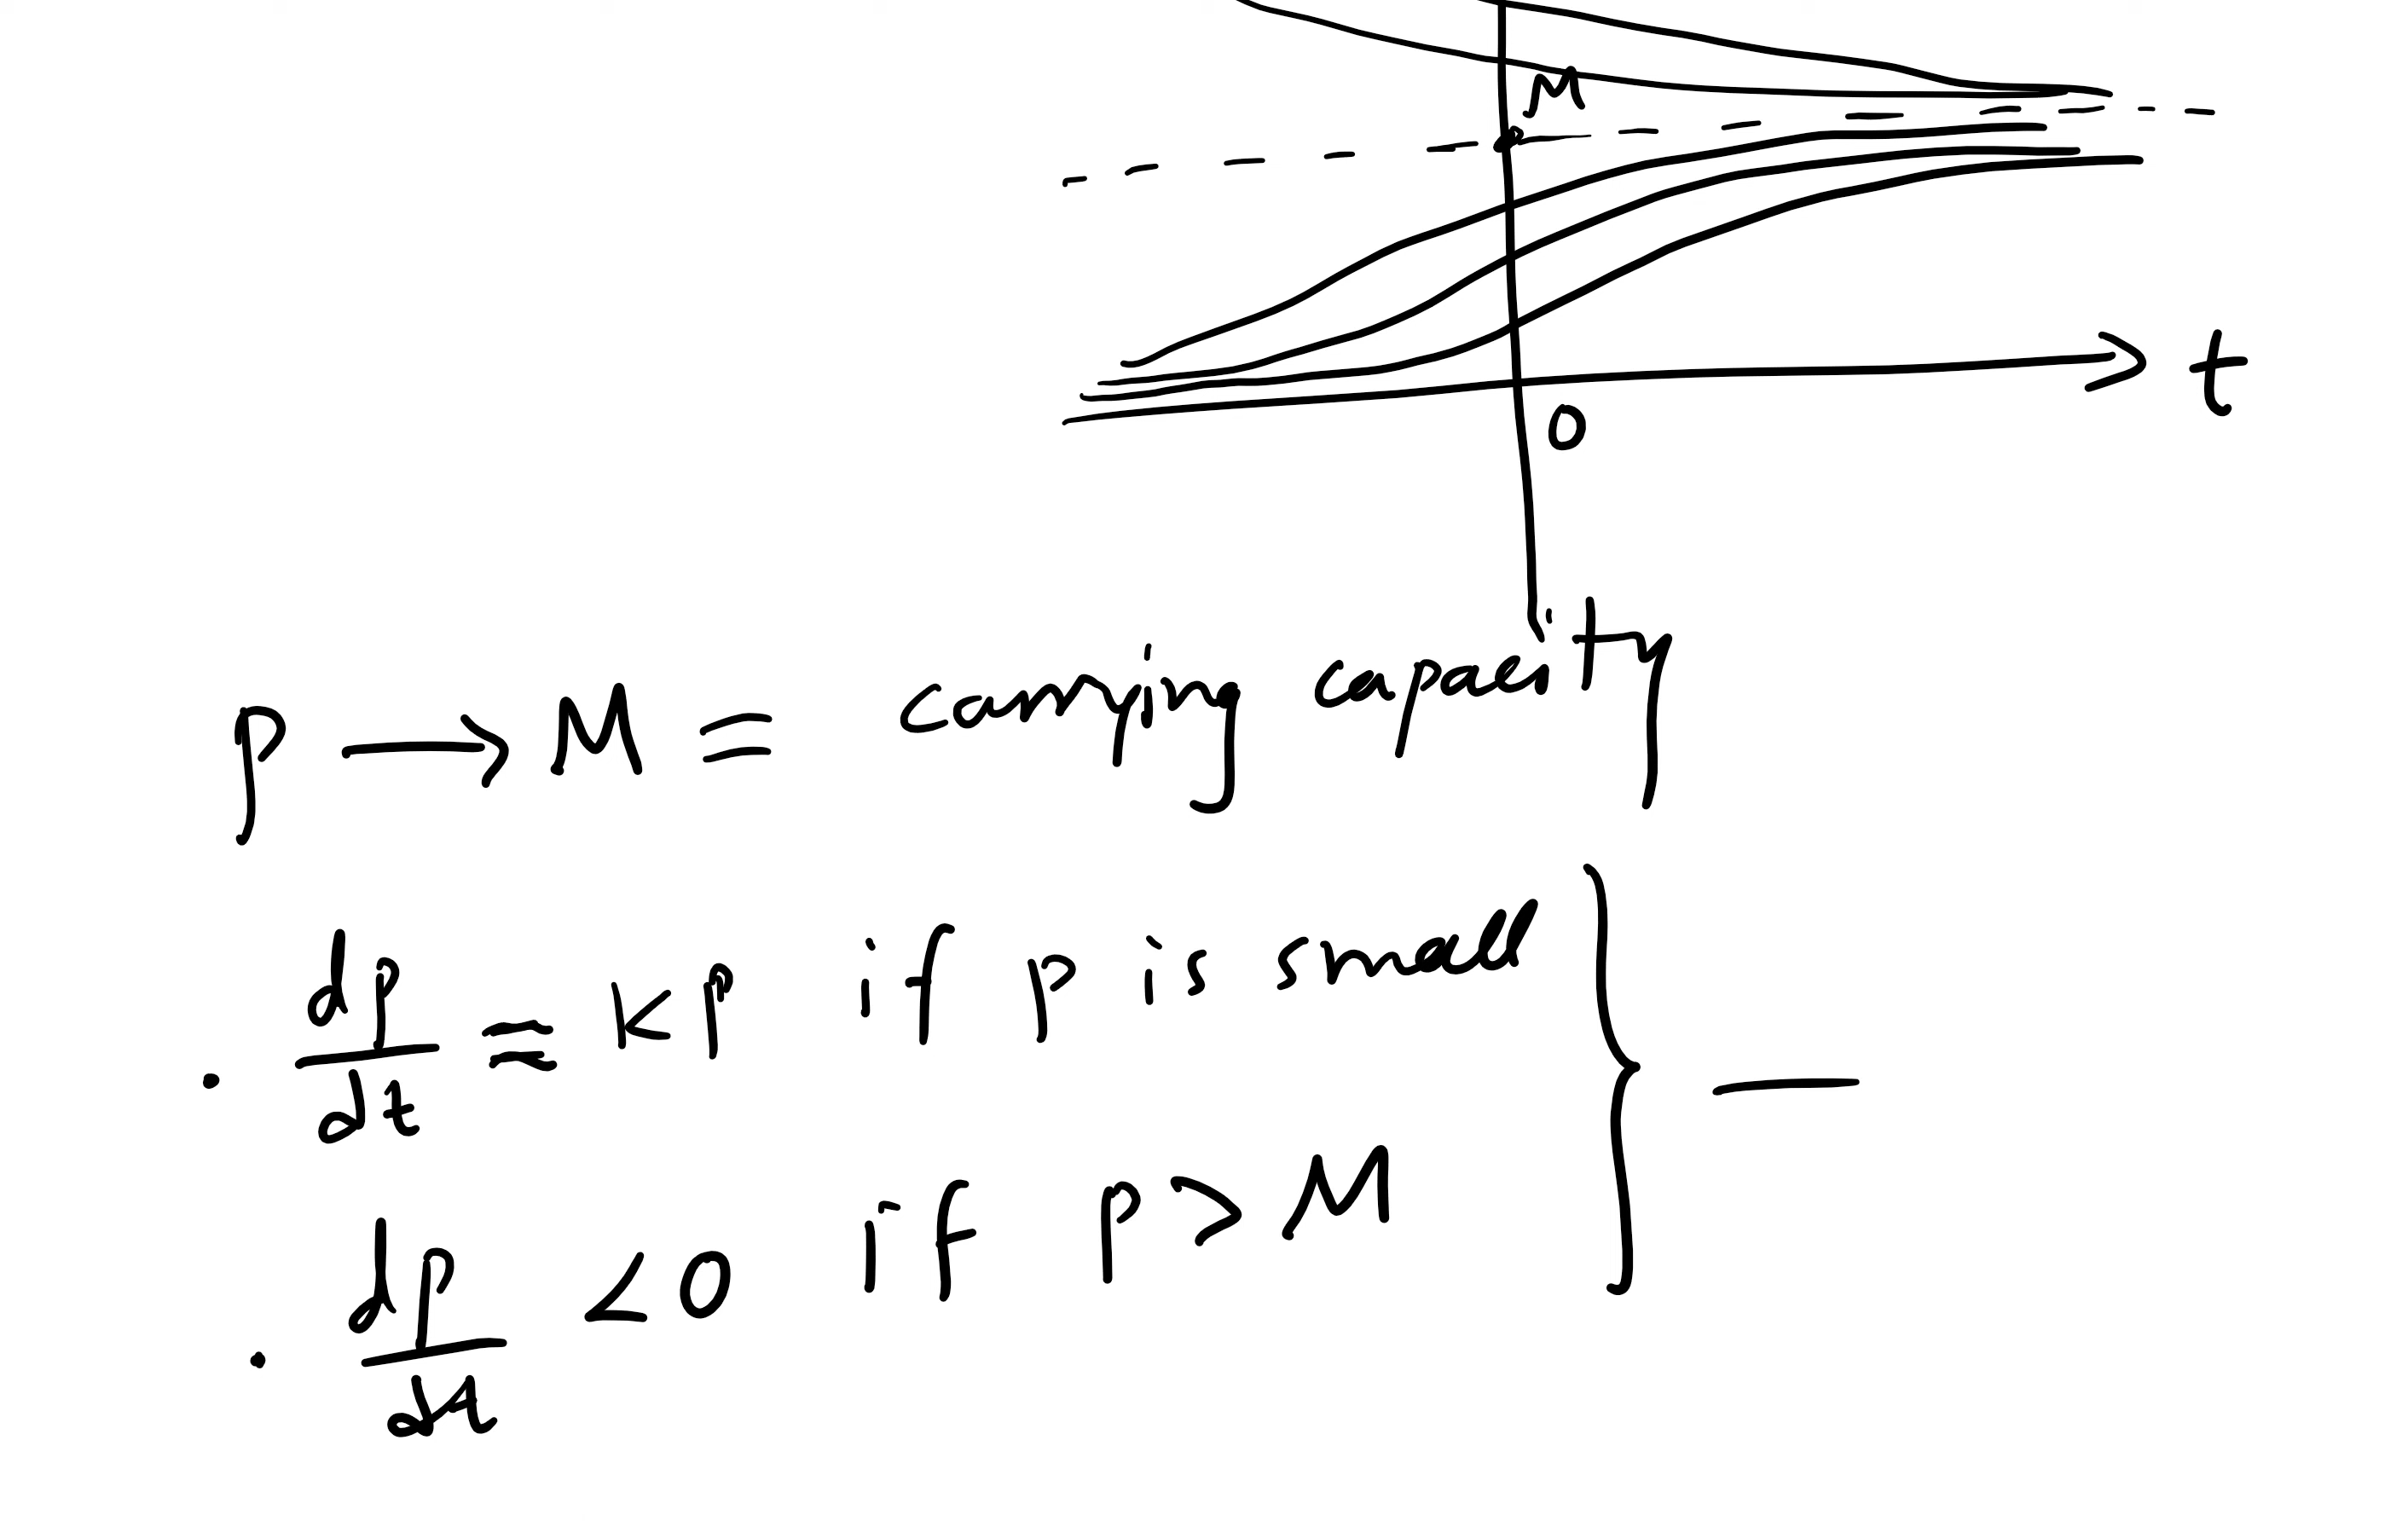 M
t
0
P → M = carrying capacity
· dP/dt ≈ KP if P is small } —
· dP/dt < 0 if P > M